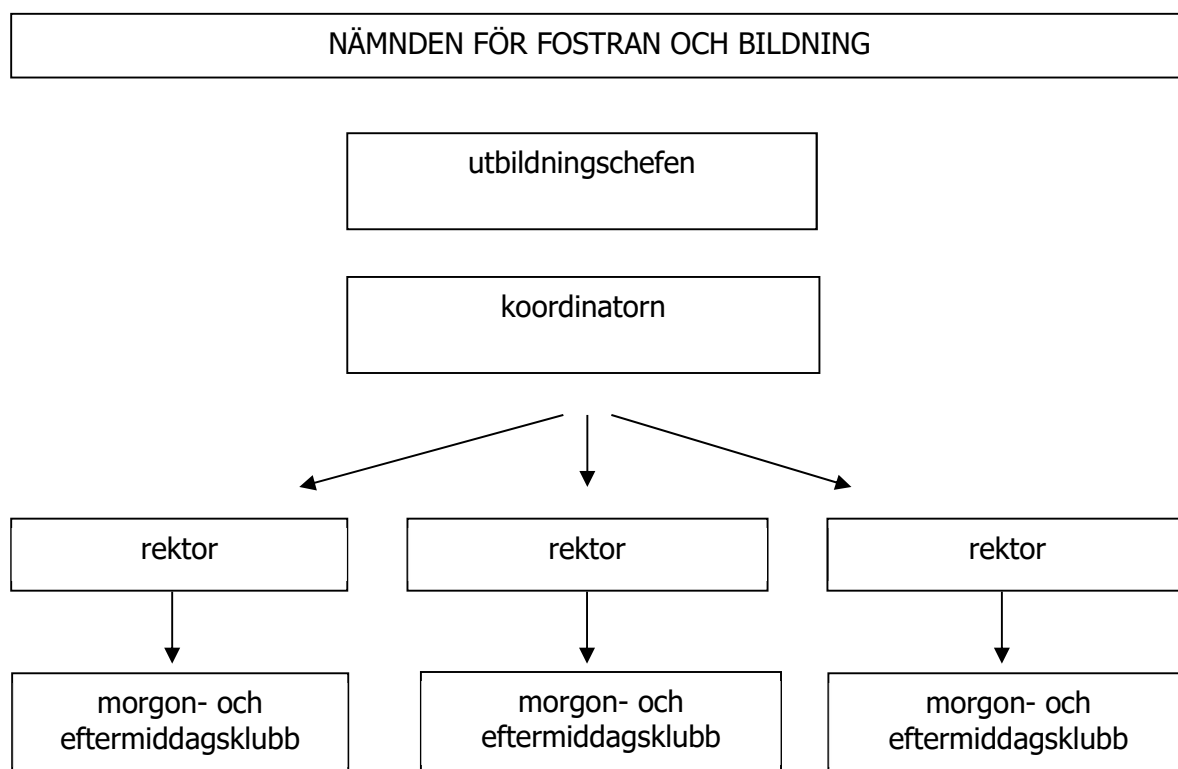 NÄMNDEN FÖR FOSTRAN OCH BILDNING
utbildningschefen
koordinatorn
rektor
rektor
rektor
morgon- och
eftermiddagsklubb
morgon- och
eftermiddagsklubb
morgon- och
eftermiddagsklubb